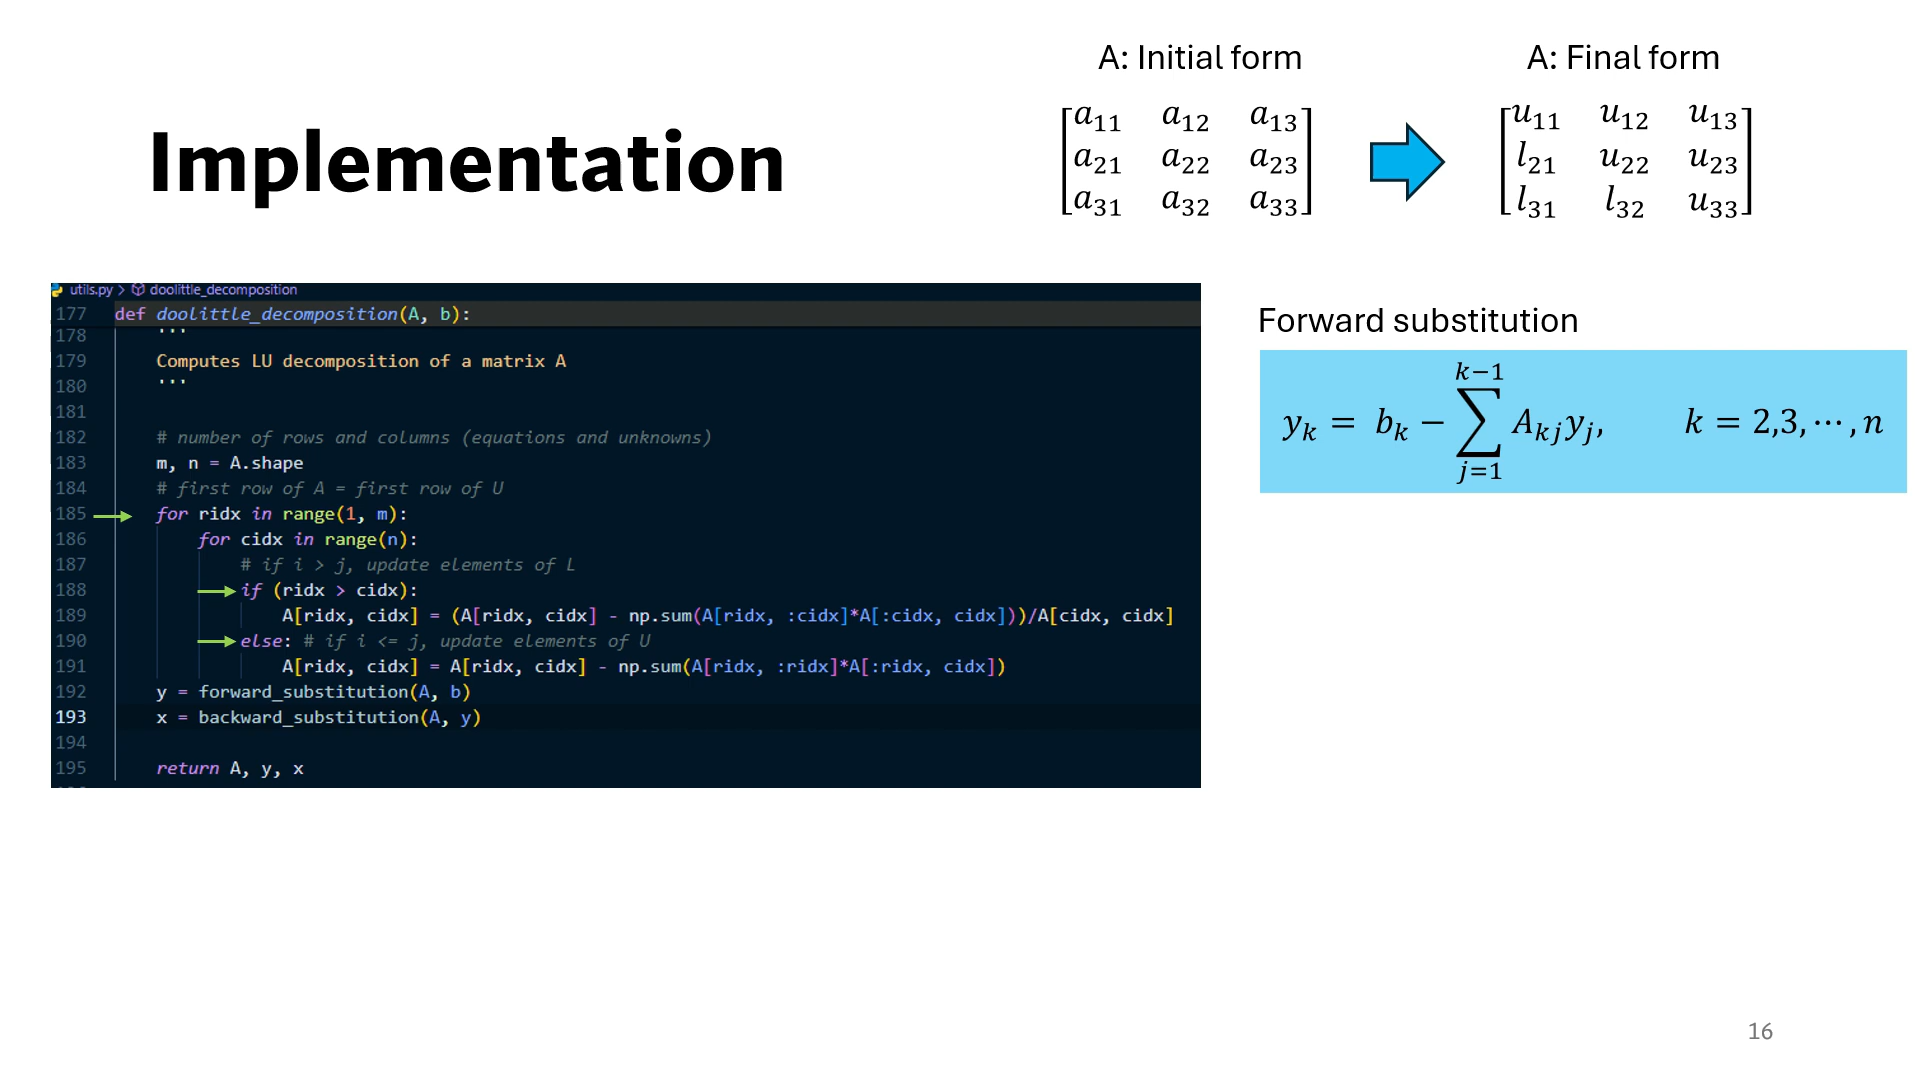 A: Initial form
A: Final form
Implementation
a11 a12 a13
a21 a22 a23
a31 a32 a33
u11 u12 u13
l21 u22 u23
l31 l32 u33
utils.py > doolittle_decomposition
177 def doolittle_decomposition(A, b):
178 '''
179 Computes LU decomposition of a matrix A
180 '''
181
182 # number of rows and columns (equations and unknowns)
183 m, n = A.shape
184 # first row of A = first row of U
185 for ridx in range(1, m):
186 for cidx in range(n):
187 # if i > j, update elements of L
188 if (ridx > cidx):
189 A[ridx, cidx] = (A[ridx, cidx] - np.sum(A[ridx, :cidx]*A[:cidx, cidx]))/A[cidx, cidx]
190 else: # if i <= j, update elements of U
191 A[ridx, cidx] = A[ridx, cidx] - np.sum(A[ridx, :ridx]*A[:ridx, cidx])
192 y = forward_substitution(A, b)
193 x = backward_substitution(A, y)
194
195 return A, y, x
Forward substitution
k−1
yk = bk − ∑ Akjyj, k = 2,3, ⋯ , n
j=1
16